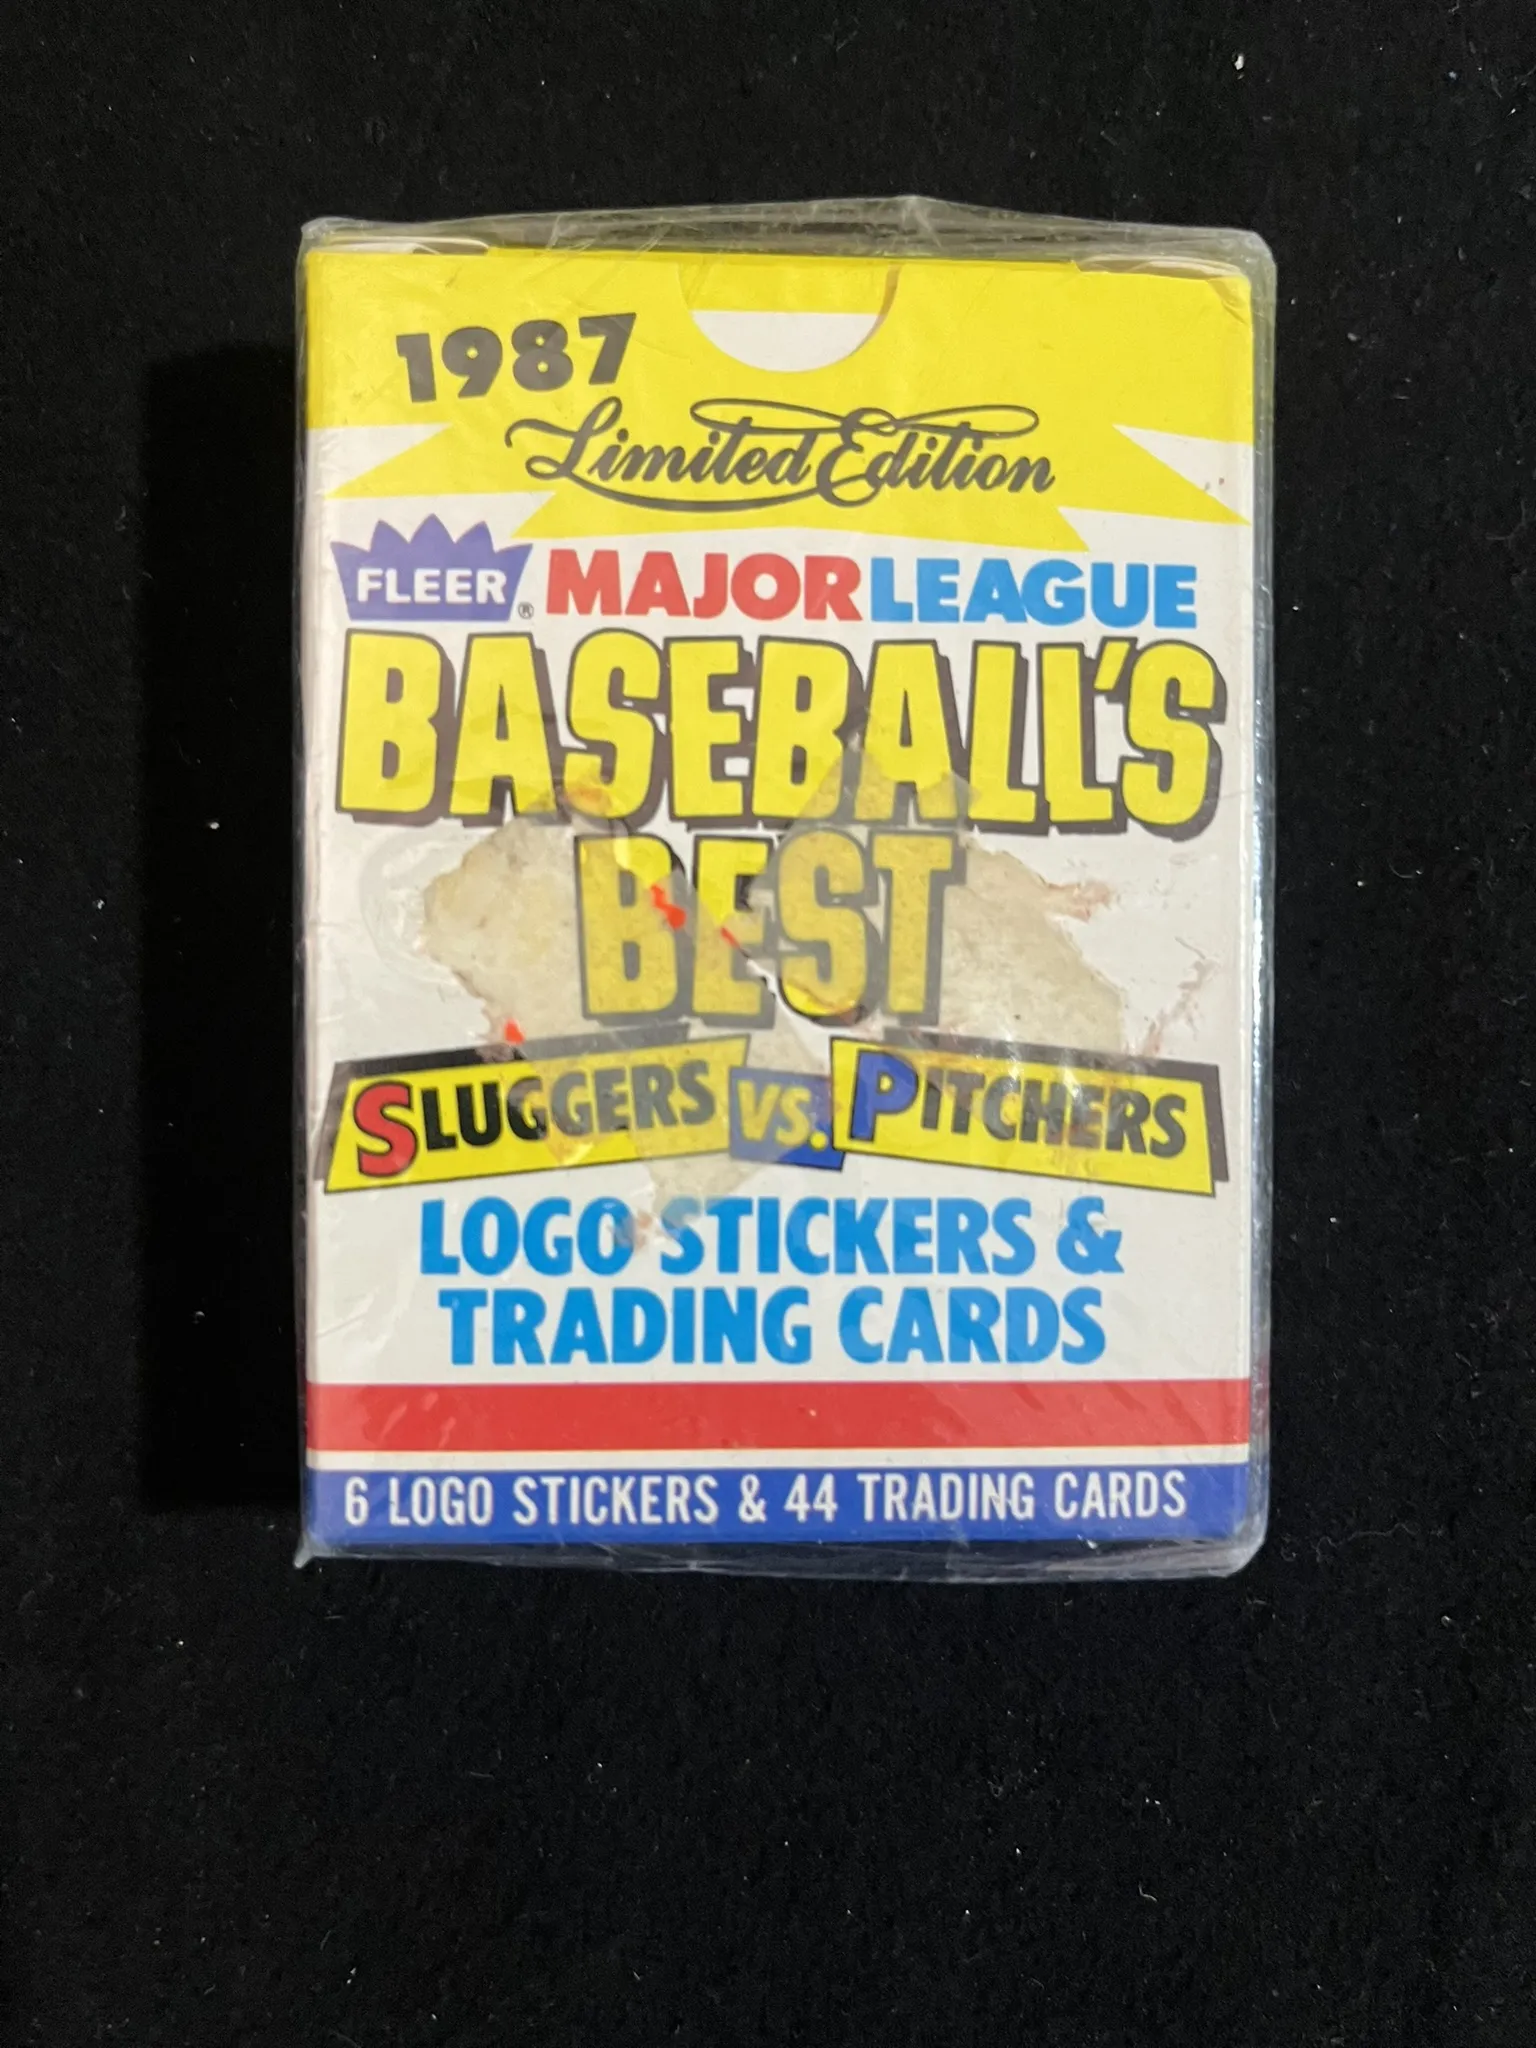 1987
Limited Edition
FLEER® MAJOR LEAGUE
BASEBALL'S
BEST
SLUGGERS VS. PITCHERS
LOGO STICKERS &
TRADING CARDS
6 LOGO STICKERS & 44 TRADING CARDS